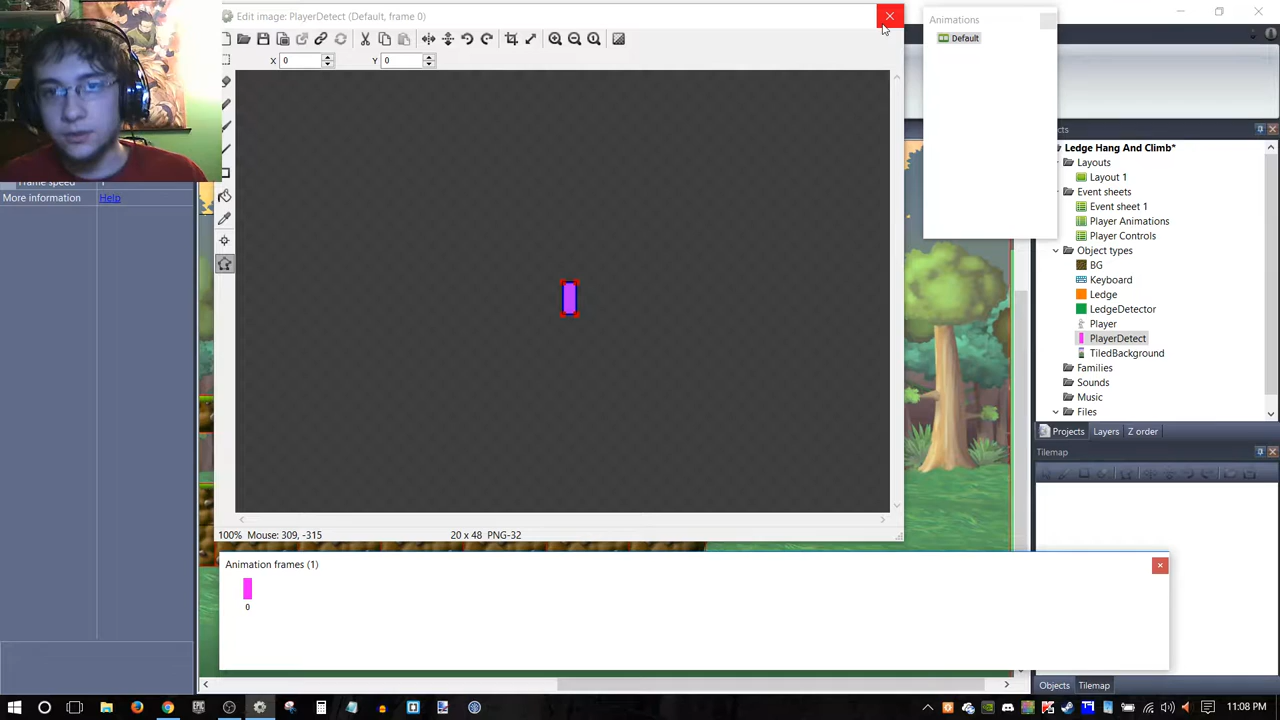 Edit image: PlayerDetect (Default, frame 0)
X 0
Y 0
Animations
Default
Frame speed
More information Help
Ledge Hang And Climb*
Layouts
Layout 1
Event sheets
Event sheet 1
Player Animations
Player Controls
Object types
BG
Keyboard
Ledge
LedgeDetector
Player
PlayerDetect
TiledBackground
Families
Sounds
Music
Files
Projects Layers Z order
Tilemap
100% Mouse: 309, -315 20 x 48 PNG-32
Animation frames (1)
0
Objects Tilemap
11:08 PM